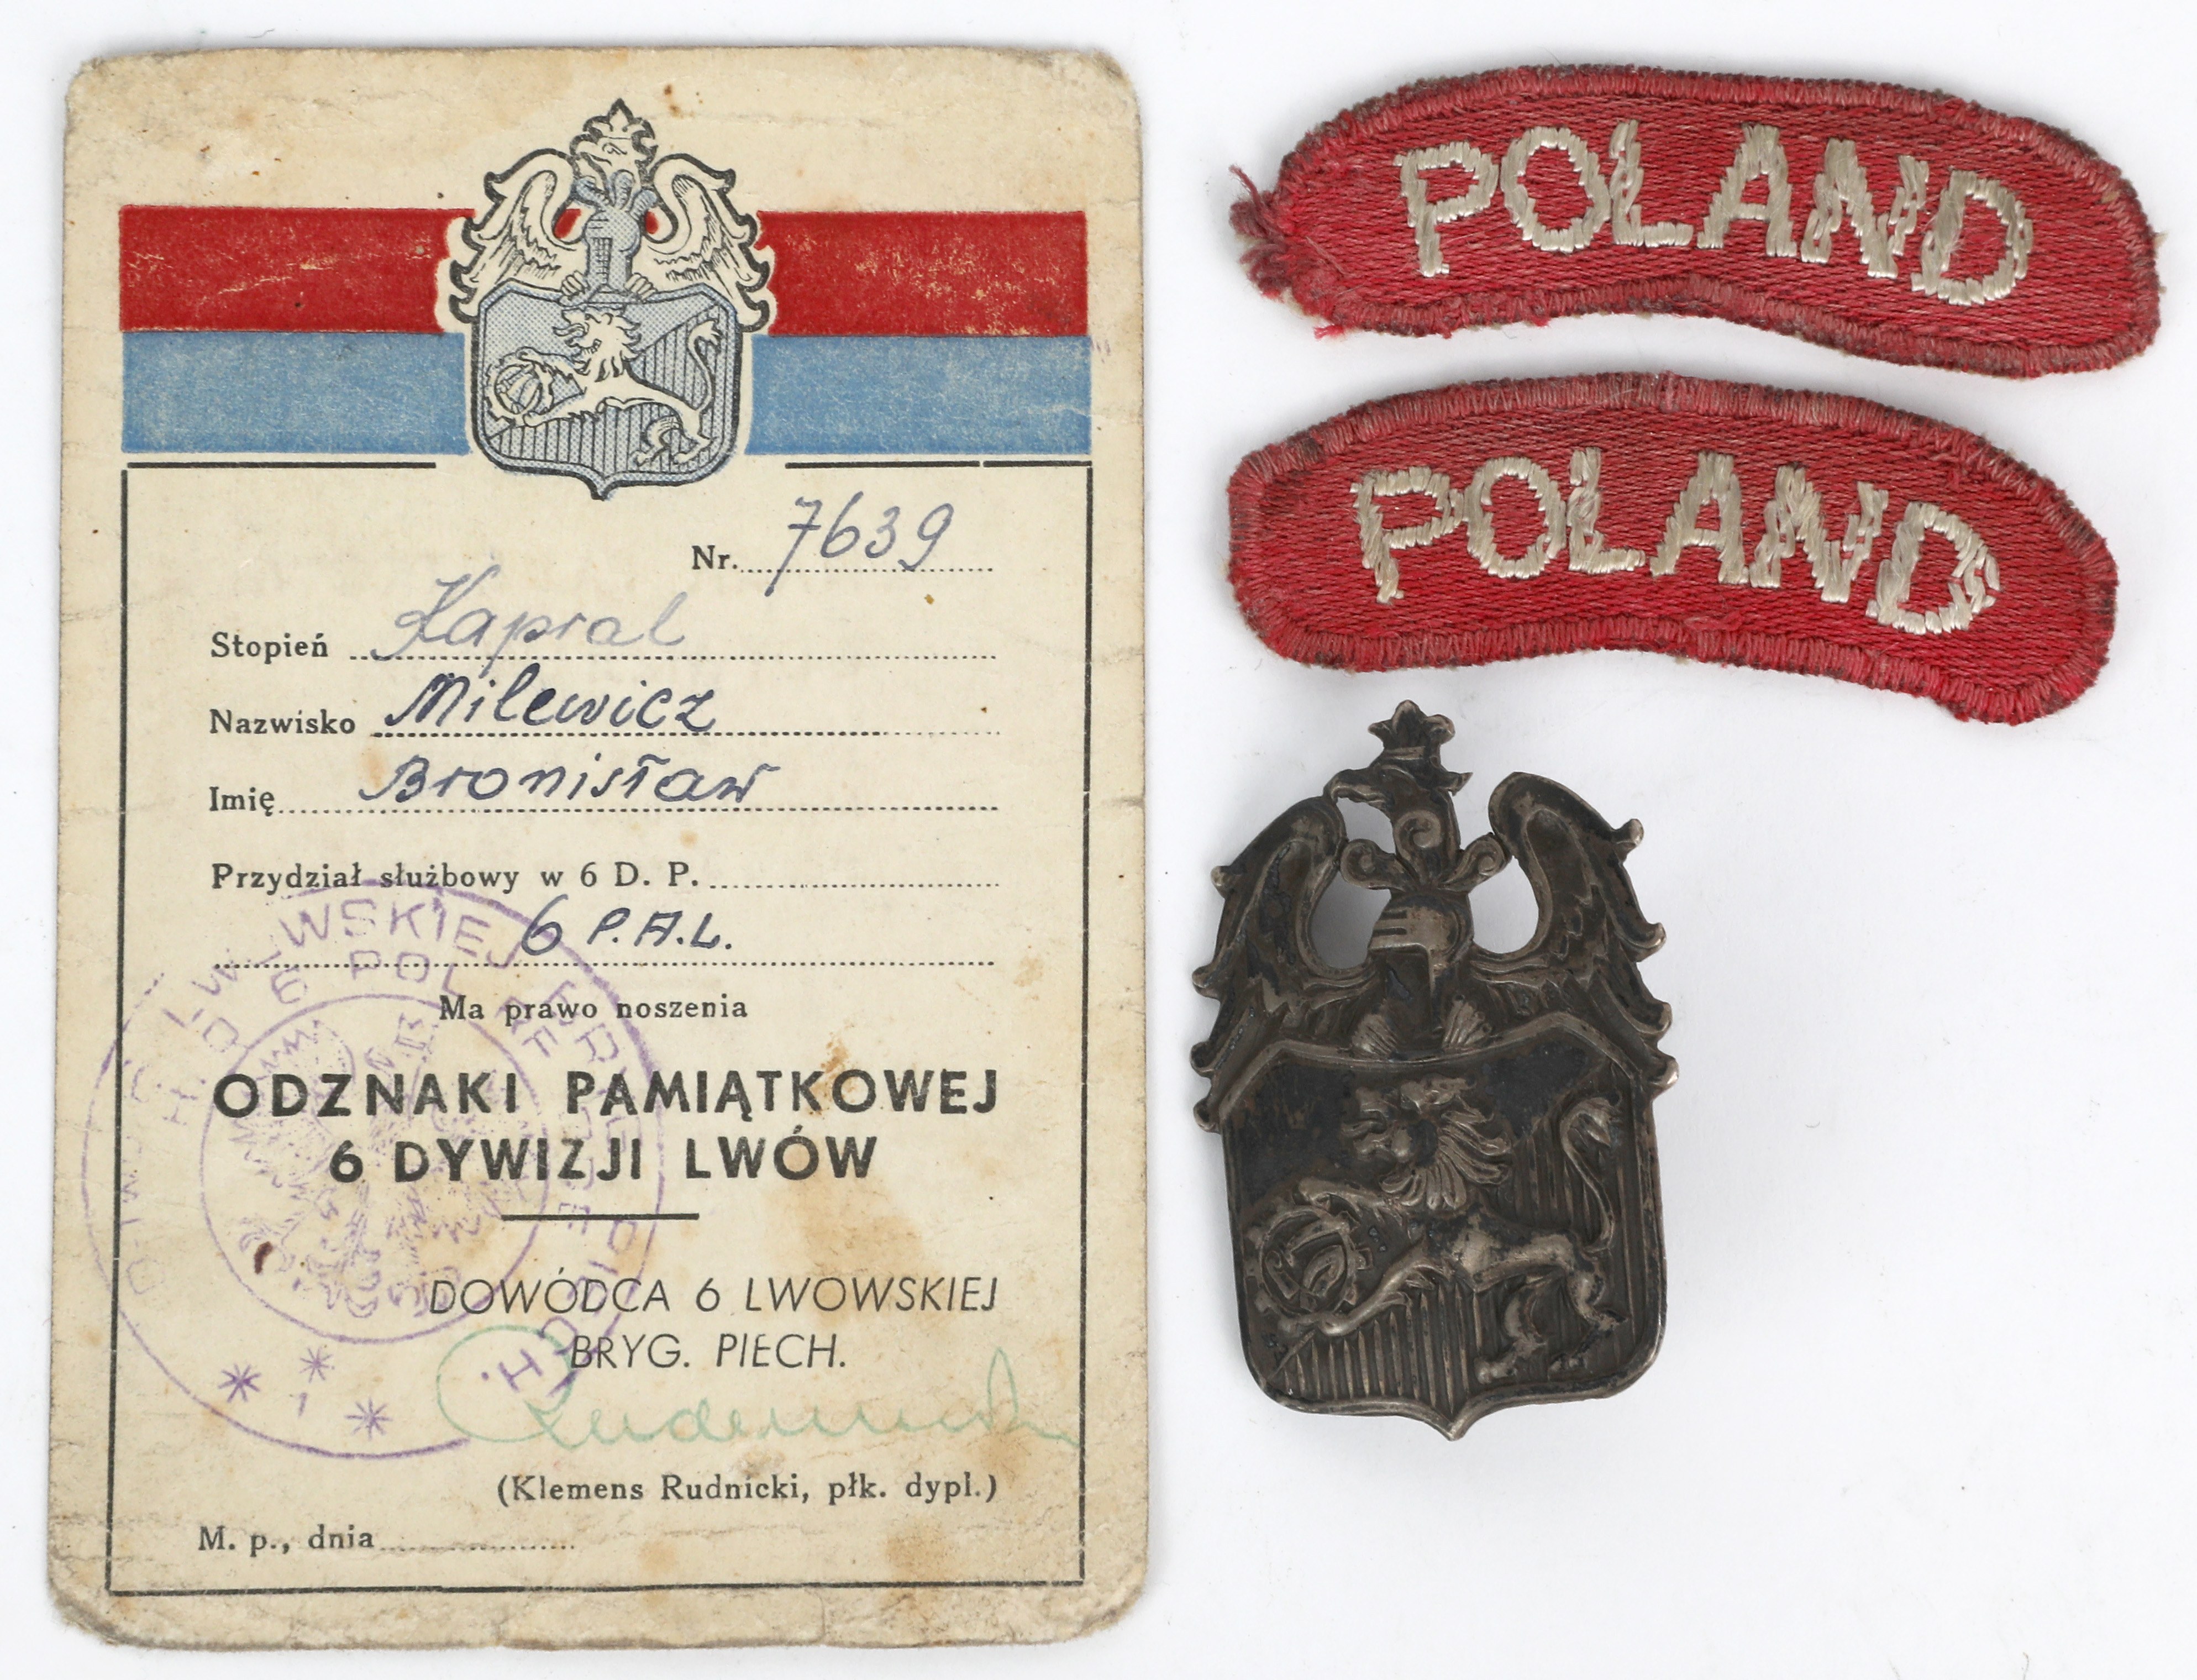 Nr. 7639
Stopień Kapral
Nazwisko Milewicz
Imię Bronisław
Przydział służbowy w 6 D. P.
6 P.A.L.
Ma prawo noszenia
ODZNAKI PAMIĄTKOWEJ
6 DYWIZJI LWÓW
DOWÓDCA 6 LWOWSKIEJ
BRYG. PIECH.
Rudnicki
(Klemens Rudnicki, płk. dypl.)
M. p., dnia
POLAND
POLAND